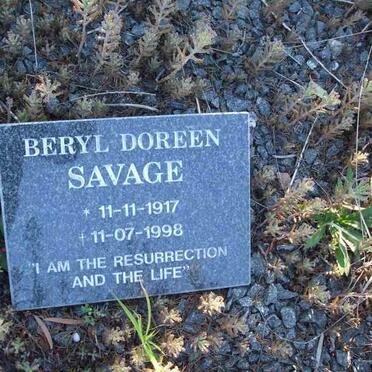 BERYL DOREEN
SAVAGE
* 11-11-1917
† 11-07-1998
"I AM THE RESURRECTION
AND THE LIFE"